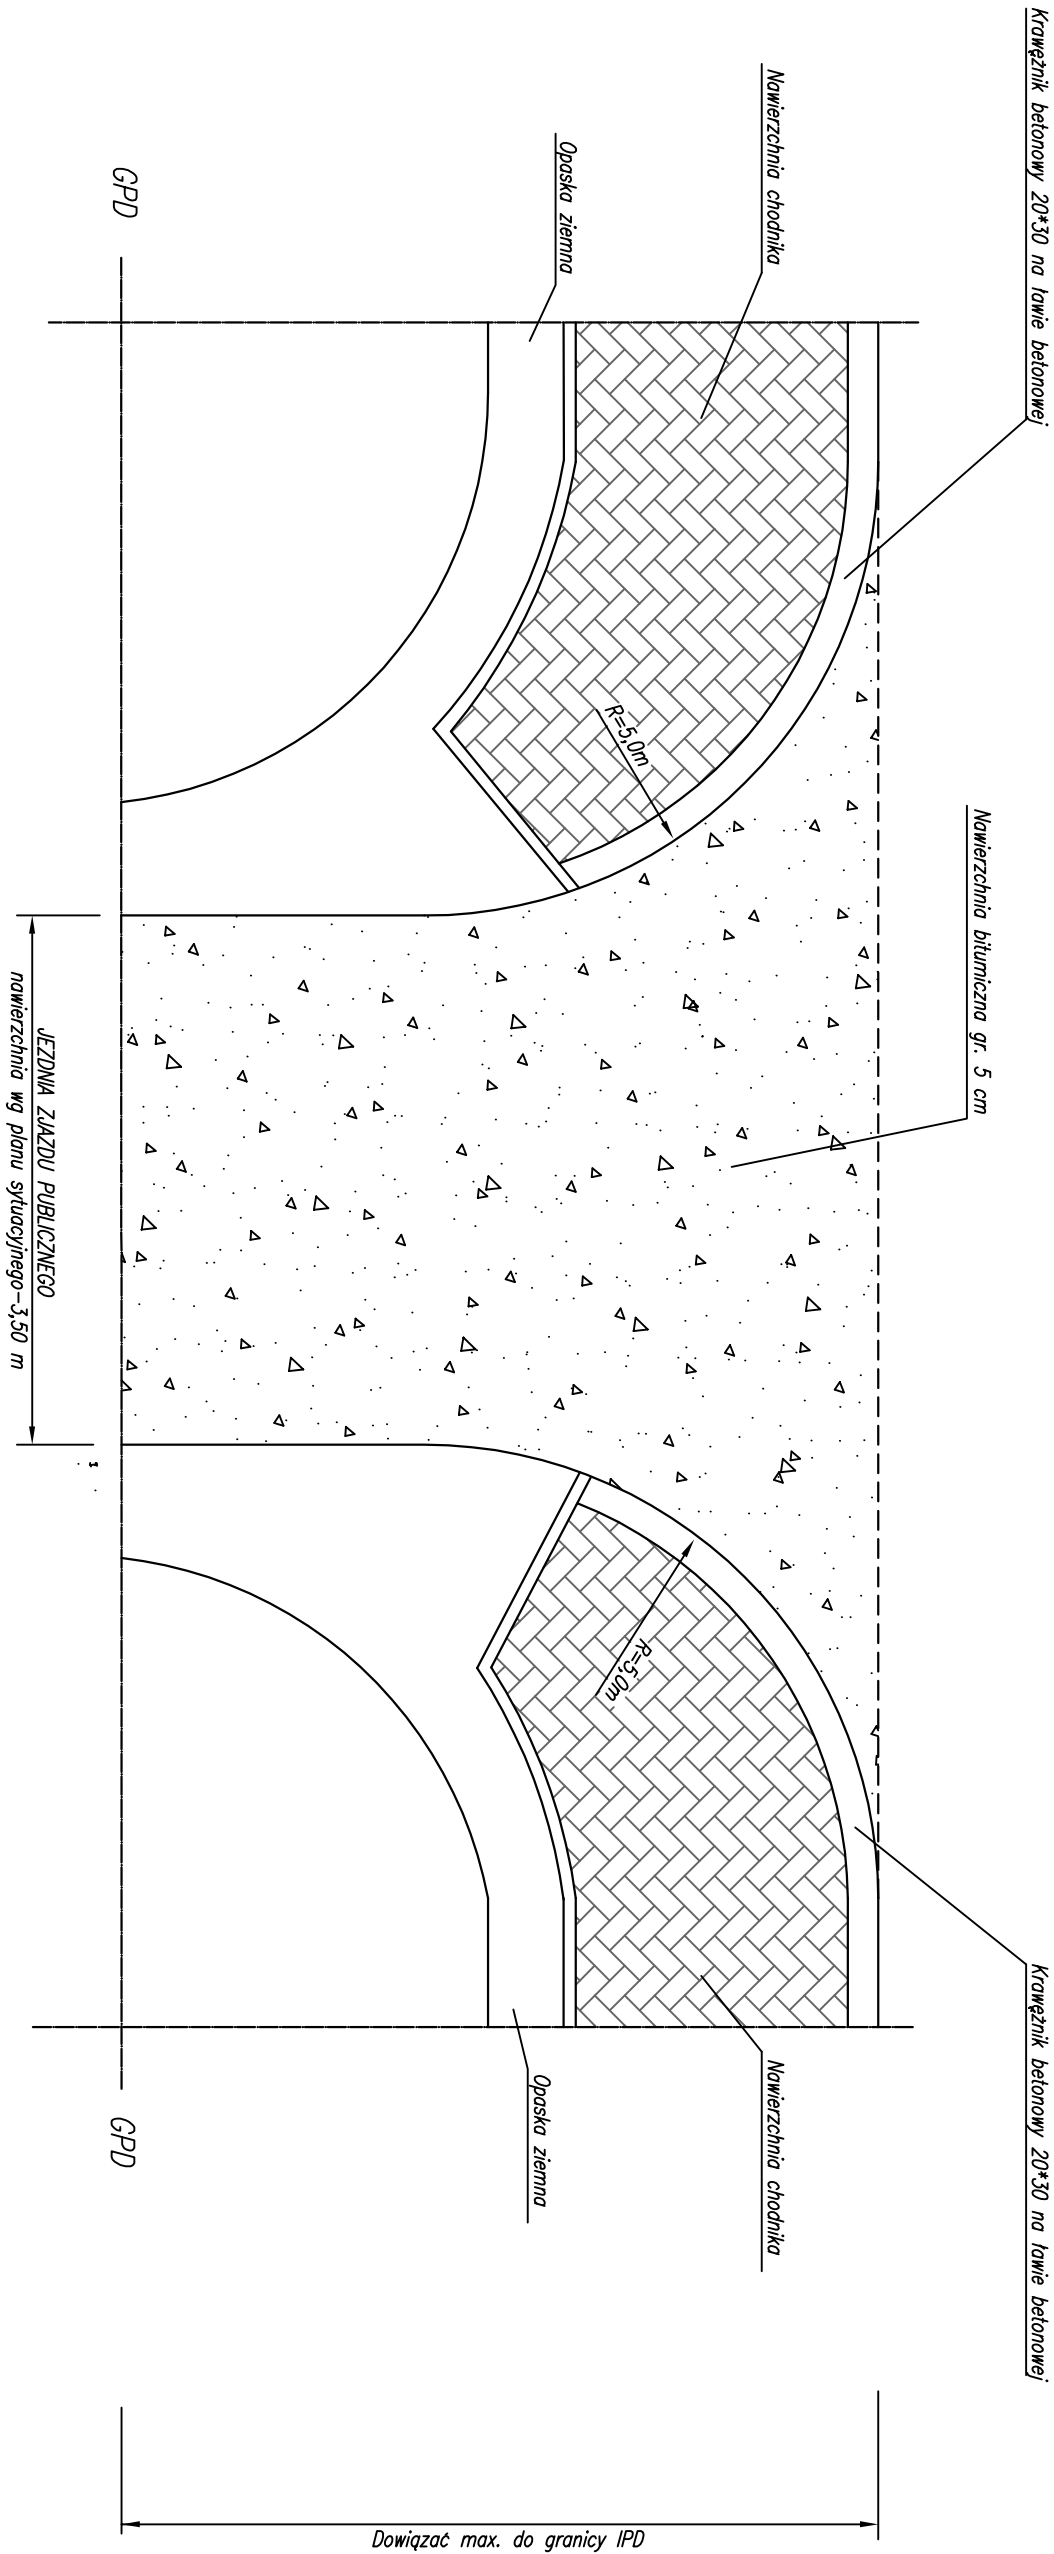 Krawężnik betonowy 20*30 na ławie betonowej
Krawężnik betonowy 20*30 na ławie betonowej
Nawierzchnia bitumiczna gr. 5 cm
Nawierzchnia chodnika
Nawierzchnia chodnika
Opaska ziemna
Opaska ziemna
R=5,0m
R=5,0m
GPD
GPD
JEZDNIA ZJAZDU PUBLICZNEGO
nawierzchnia wg planu sytuacyjnego-3,50 m
Dowiązać max. do granicy IPD